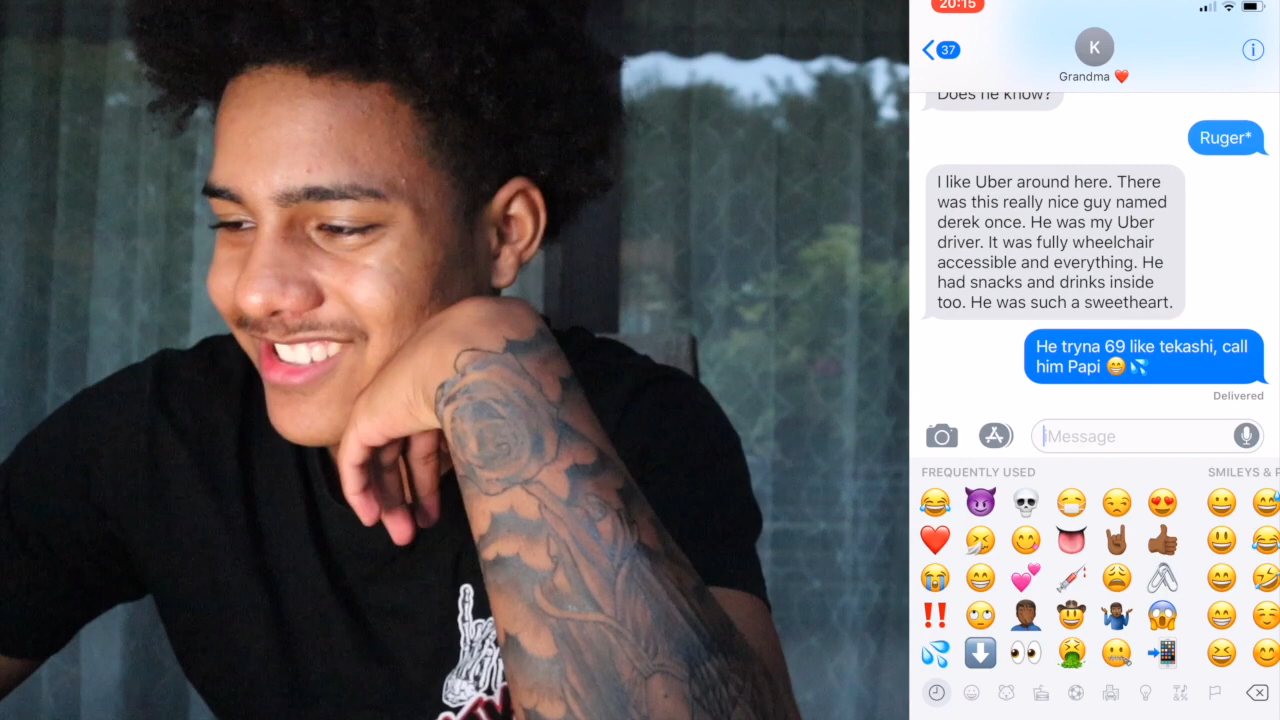 20:15
37
K
Grandma ❤️
Does he know?
Ruger*
I like Uber around here. There
was this really nice guy named
derek once. He was my Uber
driver. It was fully wheelchair
accessible and everything. He
had snacks and drinks inside
too. He was such a sweetheart.
He tryna 69 like tekashi, call
him Papi 😁💦
Delivered
Message
FREQUENTLY USED
SMILEYS & P